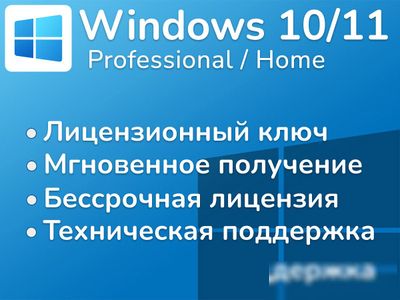 Windows 10/11
Professional / Home
• Лицензионный ключ
• Мгновенное получение
• Бессрочная лицензия
• Техническая поддержка